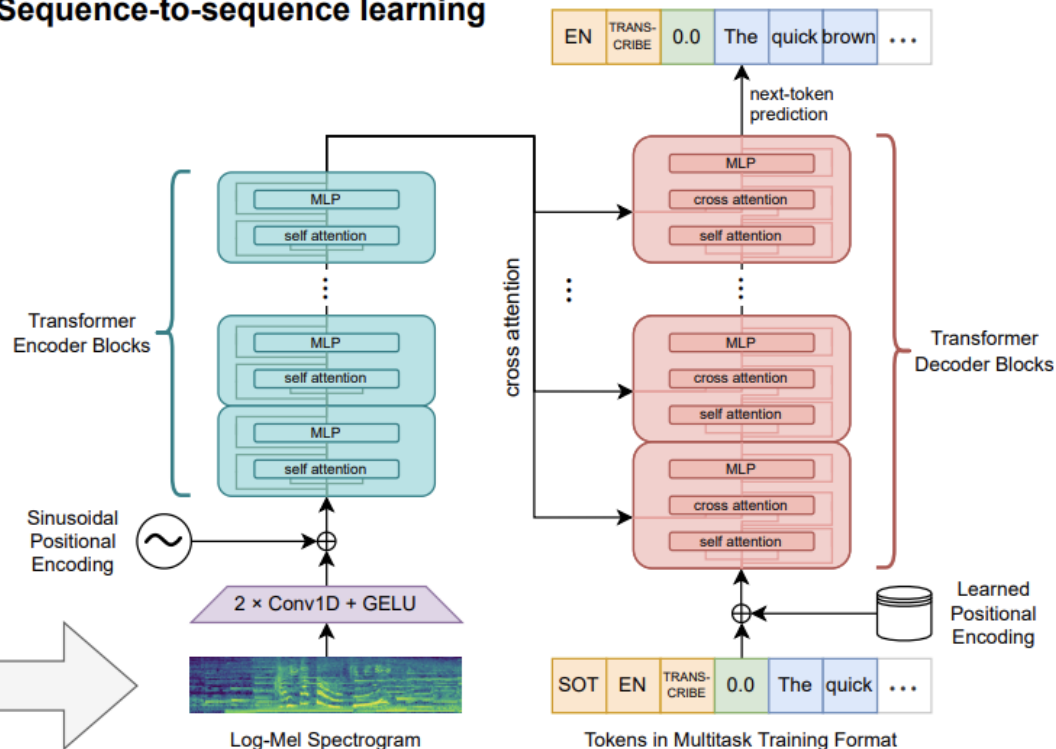 Sequence-to-sequence learning
EN
TRANS-
CRIBE
0.0
The
quick
brown
...
next-token
prediction
MLP
self attention
MLP
cross attention
self attention
Transformer
Encoder Blocks
MLP
self attention
MLP
self attention
cross attention
MLP
cross attention
self attention
MLP
cross attention
self attention
Transformer
Decoder Blocks
Sinusoidal
Positional
Encoding
2 × Conv1D + GELU
Learned
Positional
Encoding
SOT
EN
TRANS-
CRIBE
0.0
The
quick
...
Log-Mel Spectrogram
Tokens in Multitask Training Format